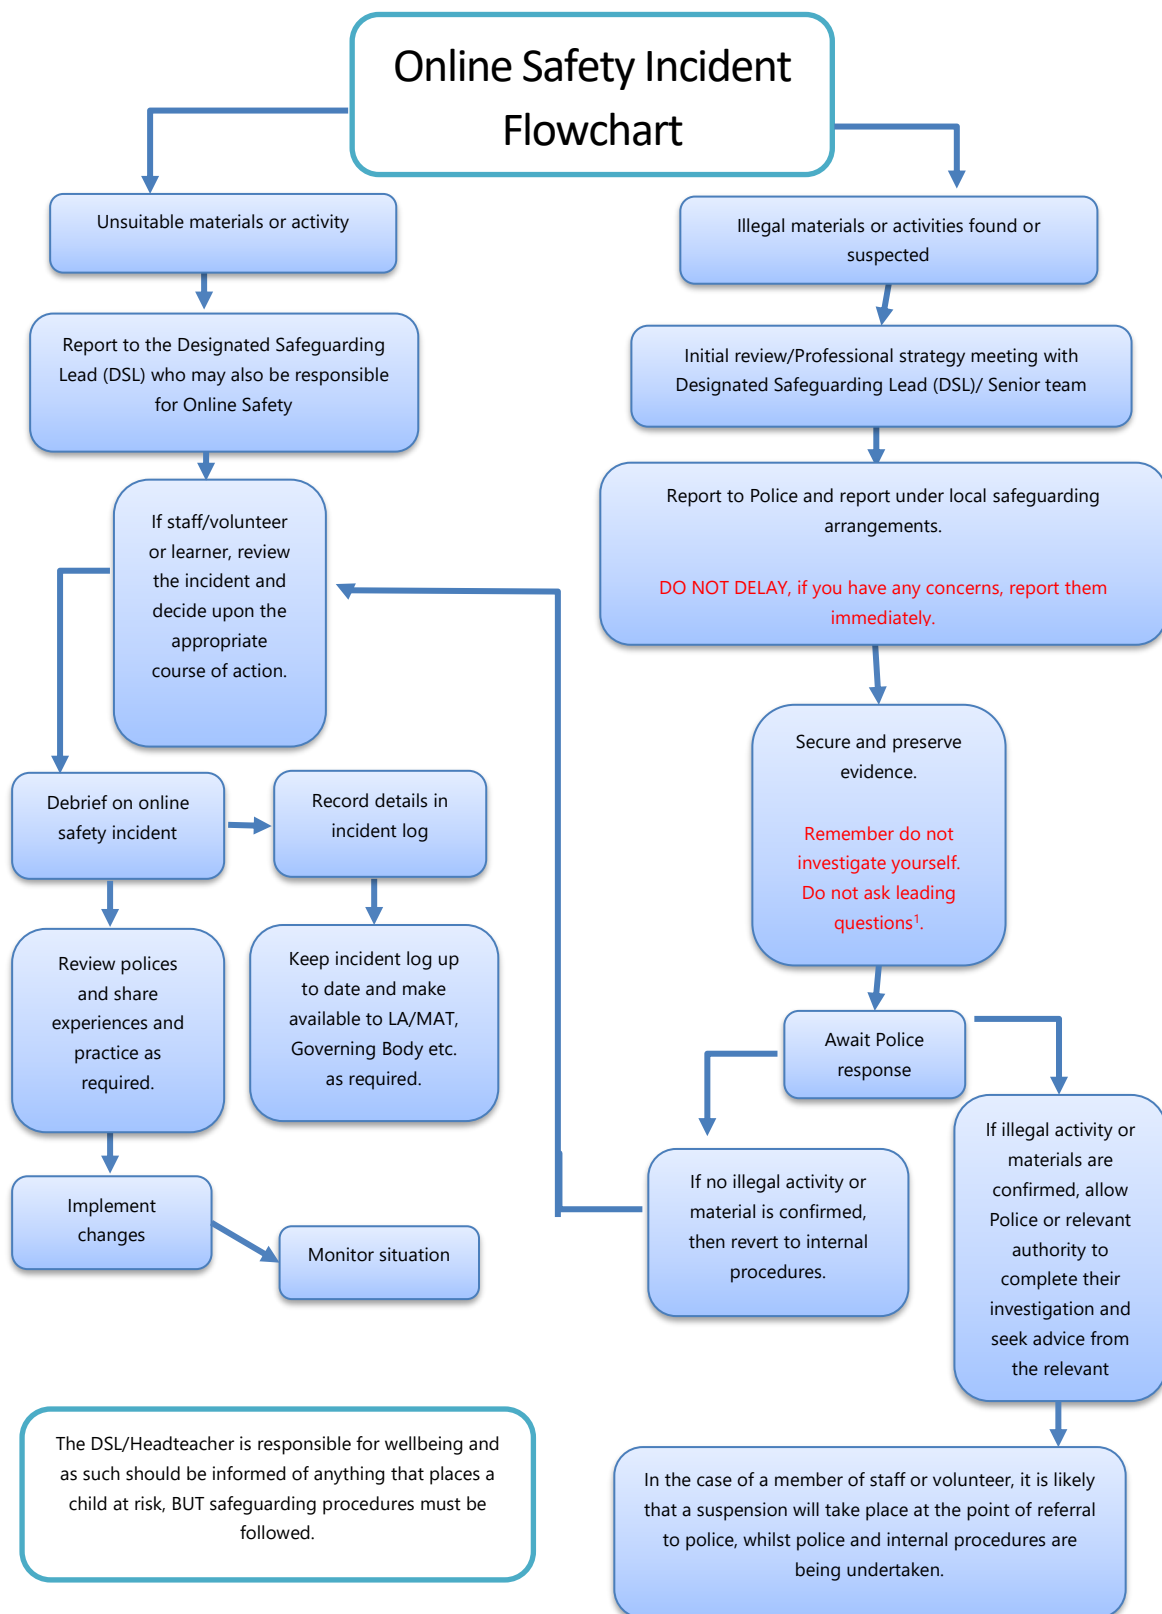 Online Safety Incident
Flowchart
Unsuitable materials or activity
Report to the Designated Safeguarding
Lead (DSL) who may also be responsible
for Online Safety
If staff/volunteer
or learner, review
the incident and
decide upon the
appropriate
course of action.
Debrief on online
safety incident
Record details in
incident log
Review polices
and share
experiences and
practice as
required.
Keep incident log up
to date and make
available to LA/MAT,
Governing Body etc.
as required.
Implement
changes
Monitor situation
Illegal materials or activities found or
suspected
Initial review/Professional strategy meeting with
Designated Safeguarding Lead (DSL)/ Senior team
Report to Police and report under local safeguarding
arrangements.
DO NOT DELAY, if you have any concerns, report them
immediately.
Secure and preserve
evidence.
Remember do not
investigate yourself.
Do not ask leading
questions¹.
Await Police
response
If no illegal activity or
material is confirmed,
then revert to internal
procedures.
If illegal activity or
materials are
confirmed, allow
Police or relevant
authority to
complete their
investigation and
seek advice from
the relevant
In the case of a member of staff or volunteer, it is likely
that a suspension will take place at the point of referral
to police, whilst police and internal procedures are
being undertaken.
The DSL/Headteacher is responsible for wellbeing and
as such should be informed of anything that places a
child at risk, BUT safeguarding procedures must be
followed.